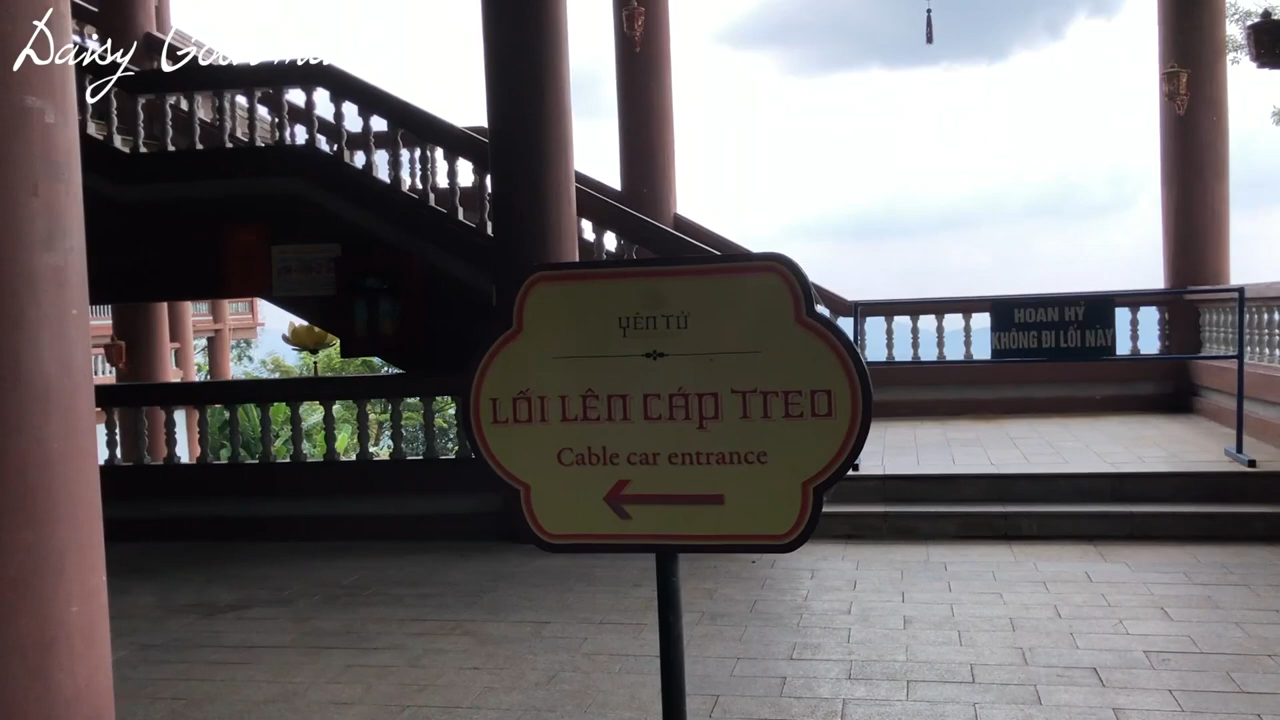 Daisy
YÊN TỬ
LỐI LÊN CÁP TREO
Cable car entrance
HOAN HỶ
KHÔNG ĐI LỐI NÀY